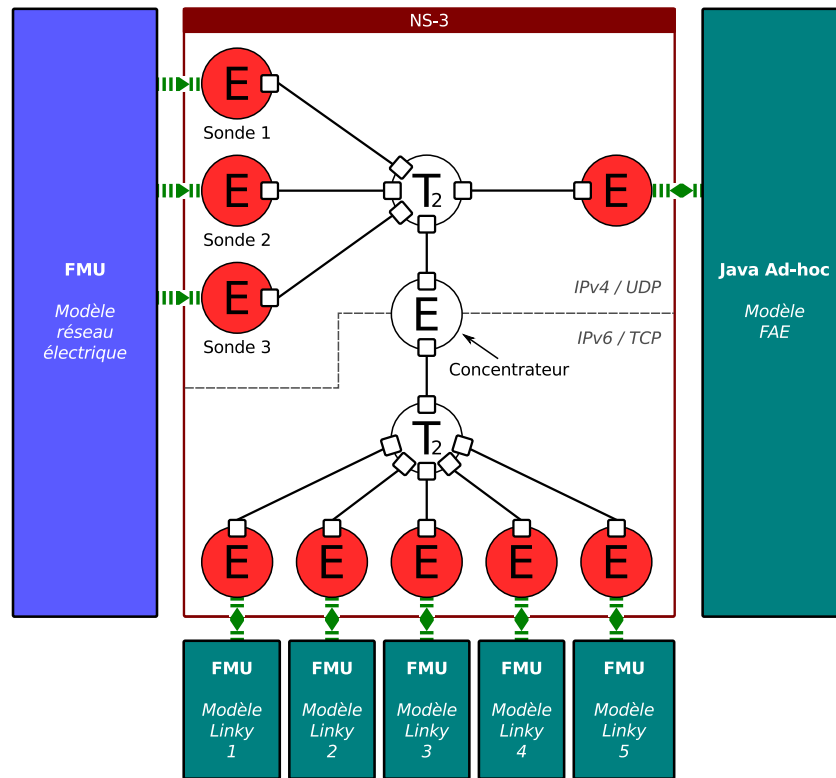 NS-3
E
Sonde 1
E
Sonde 2
E
Sonde 3
T2
E
FMU
Modèle
réseau
électrique
Java Ad-hoc
Modèle
FAE
IPv4 / UDP
E
IPv6 / TCP
Concentrateur
T2
E
E
E
E
E
FMU
Modèle
Linky
1
FMU
Modèle
Linky
2
FMU
Modèle
Linky
3
FMU
Modèle
Linky
4
FMU
Modèle
Linky
5